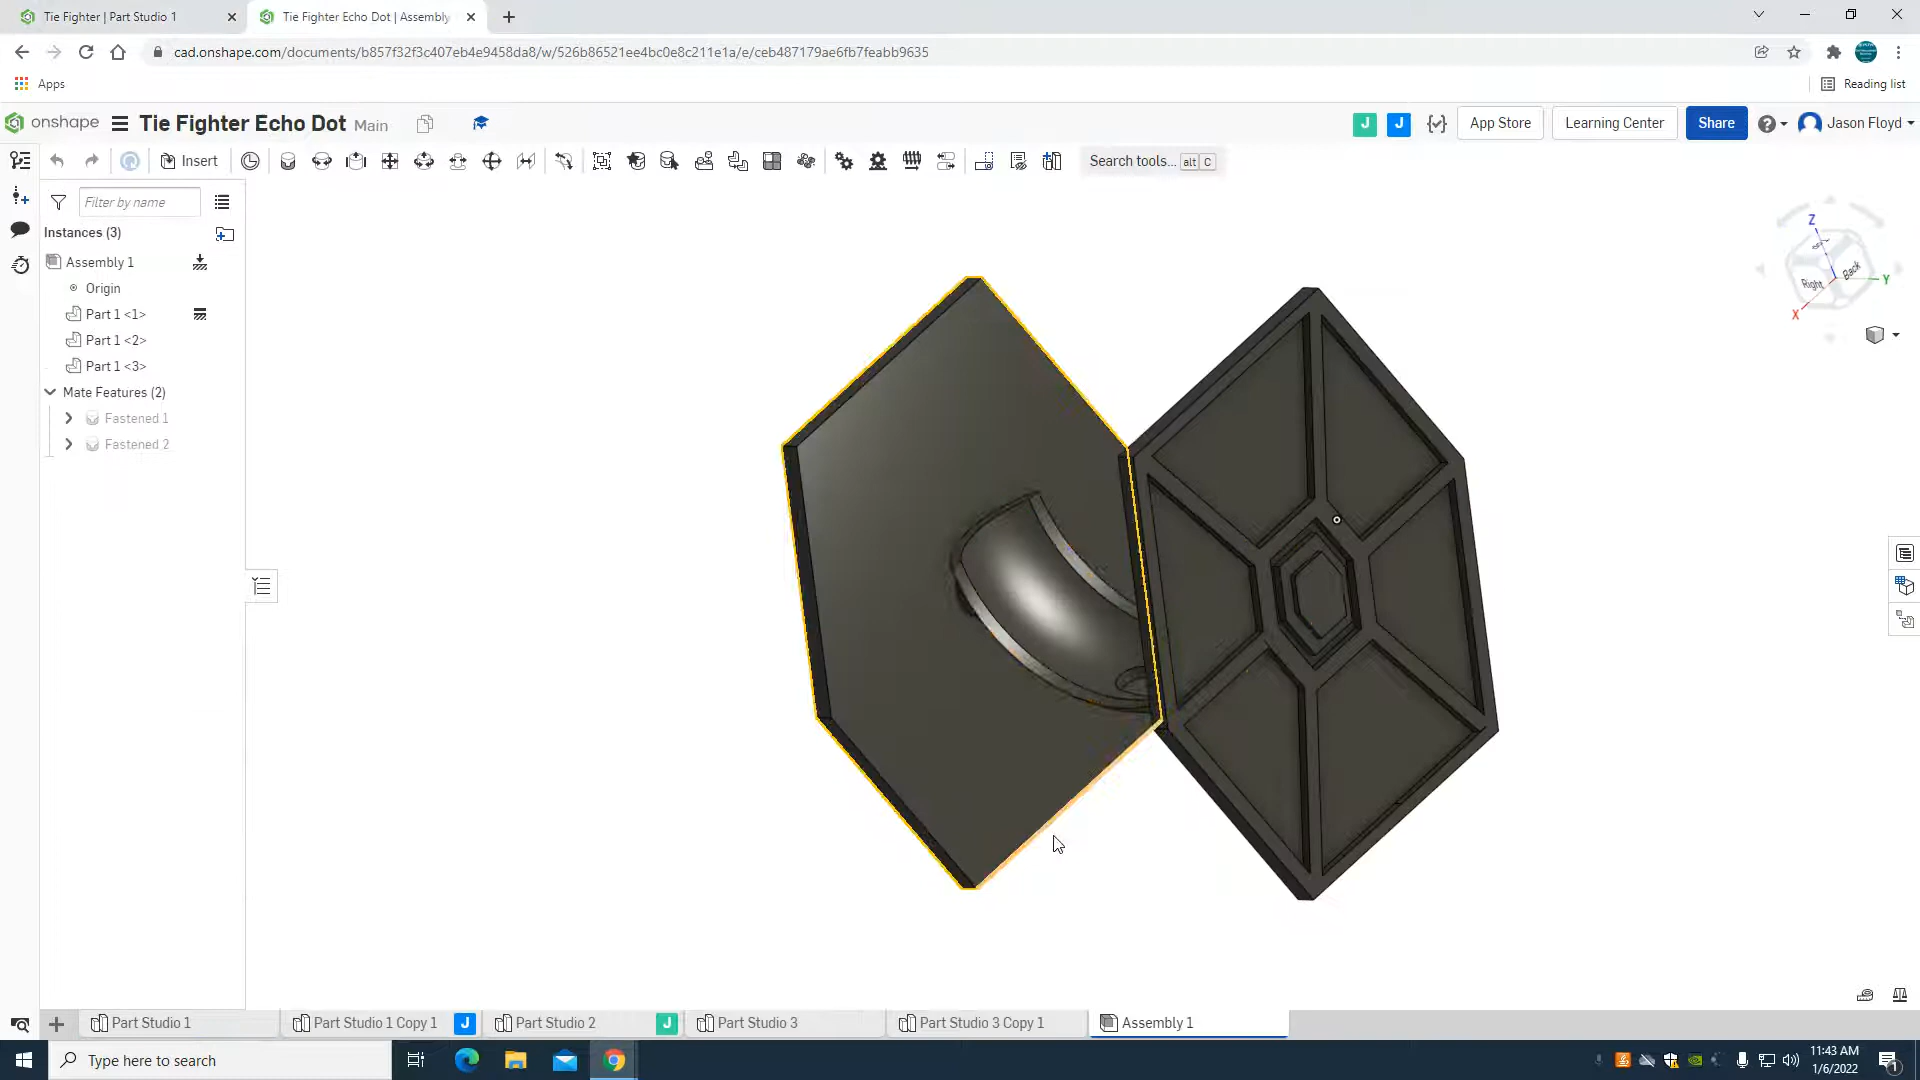 Tie Fighter | Part Studio 1
Tie Fighter Echo Dot | Assembly
cad.onshape.com/documents/b857f32f3c407eb4e9458da8/w/526b86521ee4bc0e8c211e1a/e/ceb487179ae6fb7feabb9635
Apps
Reading list
onshape
Tie Fighter Echo Dot Main
J J
App Store
Learning Center
Share
Jason Floyd
Insert
Search tools... alt C
Filter by name
Instances (3)
Assembly 1
Origin
Part 1 <1>
Part 1 <2>
Part 1 <3>
Mate Features (2)
Fastened 1
Fastened 2
Z
Right
Back
Y
X
Part Studio 1
Part Studio 1 Copy 1 J
Part Studio 2 J
Part Studio 3
Part Studio 3 Copy 1
Assembly 1
Type here to search
11:43 AM
1/6/2022
1